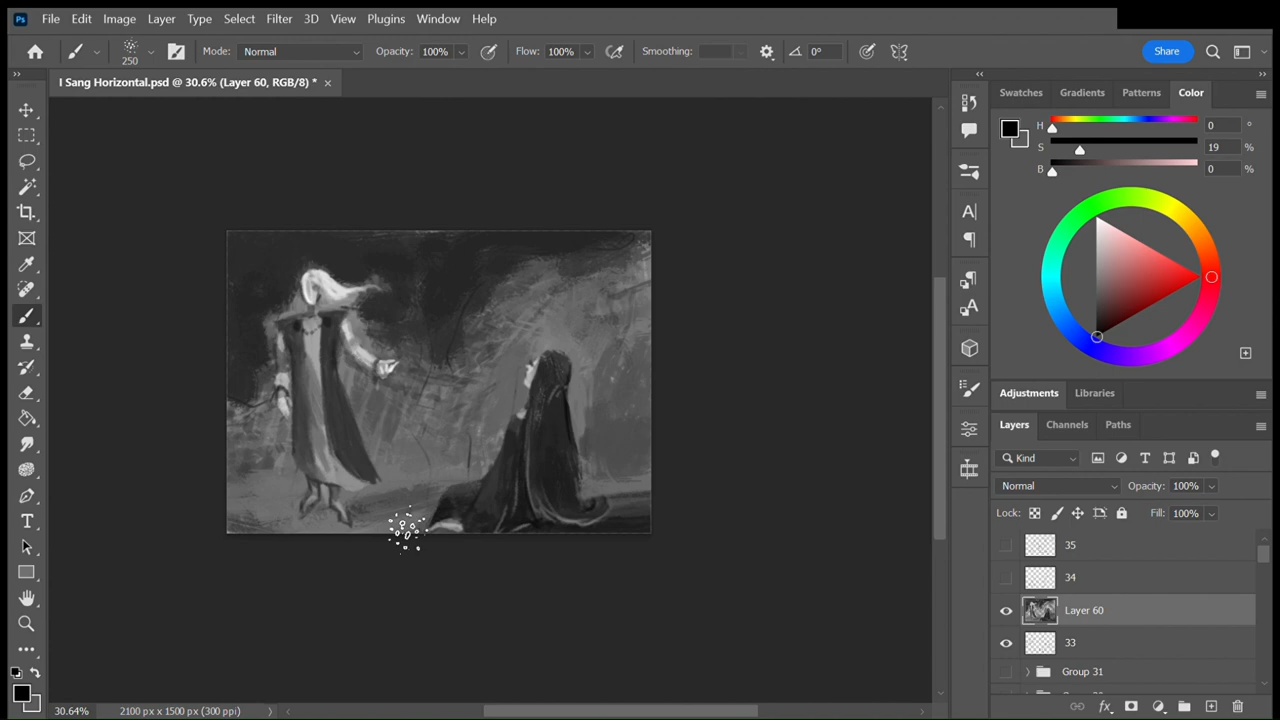 Ps File Edit Image Layer Type Select Filter 3D View Plugins Window Help
250 Mode: Normal Opacity: 100% Flow: 100% Smoothing: 0° Share
I Sang Horizontal.psd @ 30.6% (Layer 60, RGB/8) * ×
Swatches Gradients Patterns Color
H 0 °
S 19 %
B 0 %
Adjustments Libraries
Layers Channels Paths
Kind
Normal Opacity: 100%
Lock: Fill: 100%
35
34
Layer 60
33
Group 31
30.64% 2100 px x 1500 px (300 ppi)